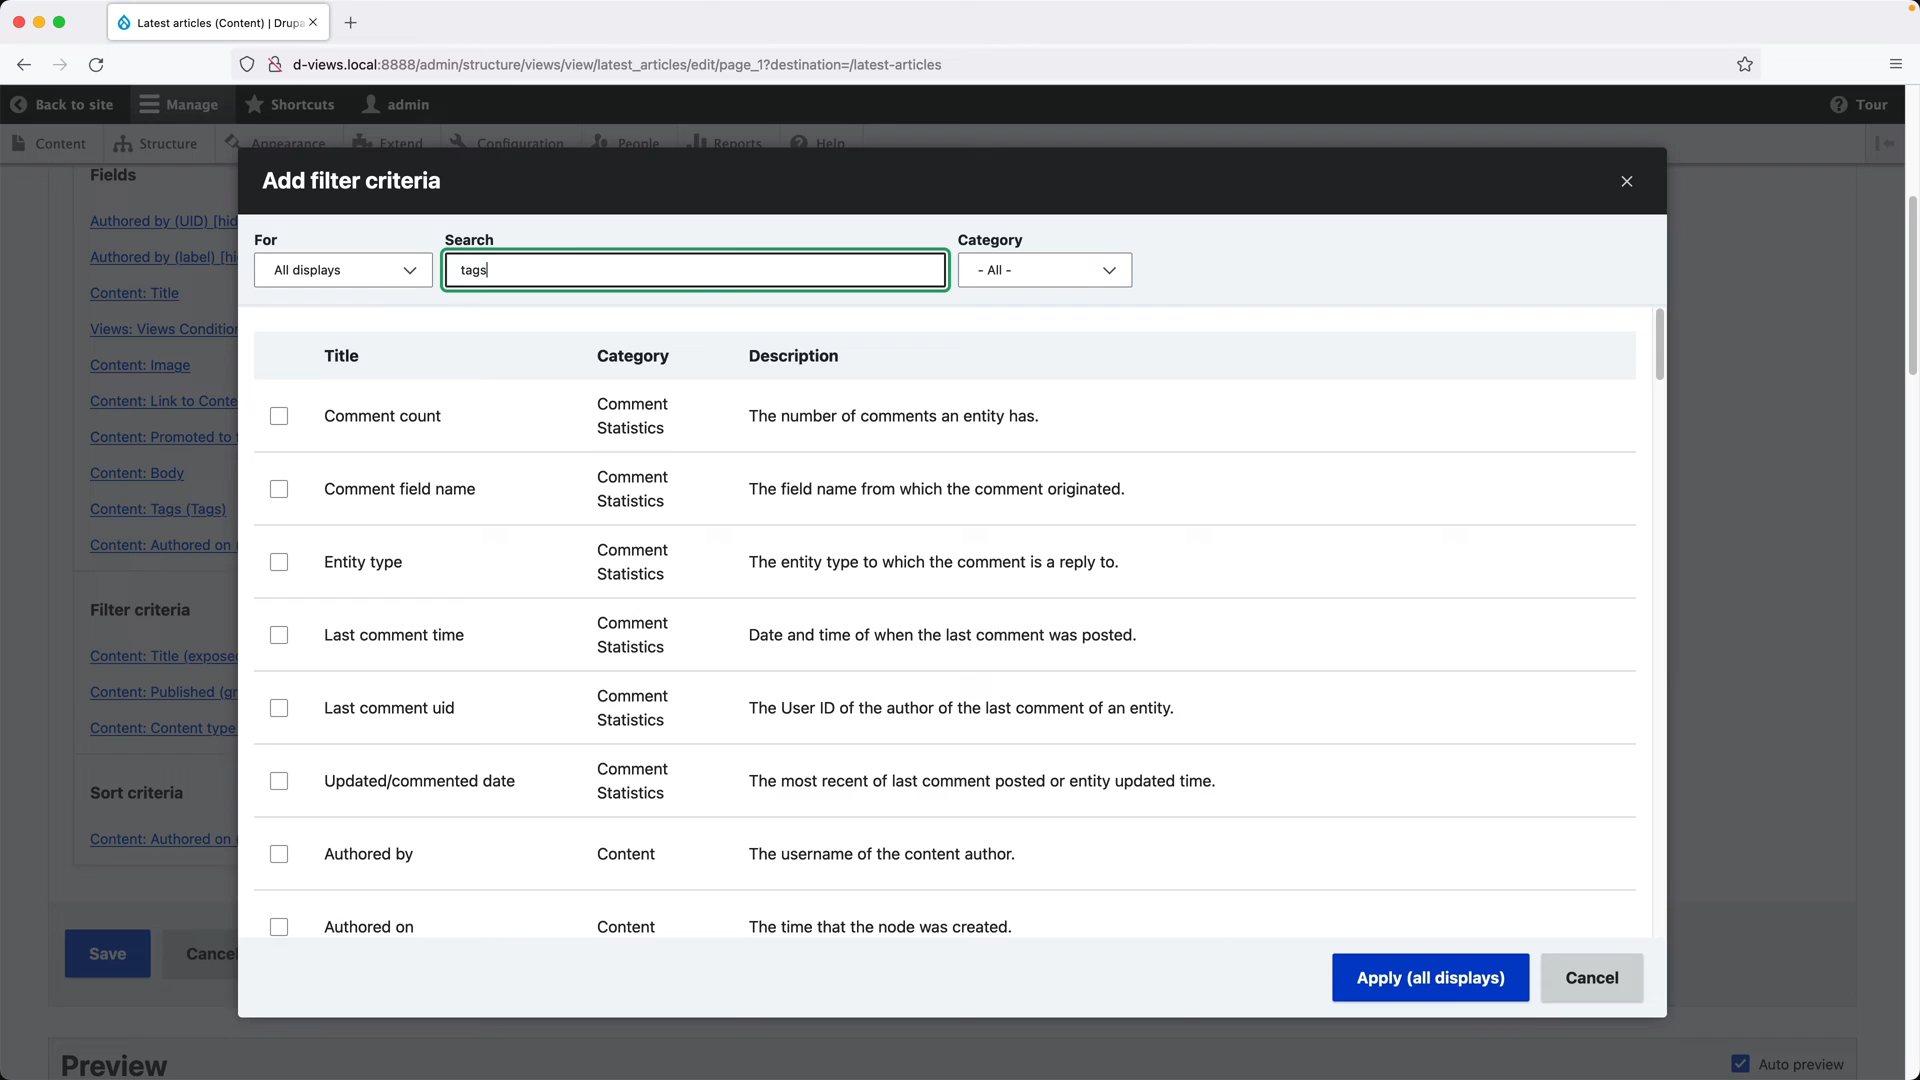 Latest articles (Content) | Drupa
d-views.local:8888/admin/structure/views/view/latest_articles/edit/page_1?destination=/latest-articles
Back to site Manage Shortcuts admin Tour
Content Structure Appearance Extend Configuration People Reports Help
Fields
Authored by (UID) [hid
Authored by (label) [hi
Content: Title
Views: Views Condition
Content: Image
Content: Link to Conte
Content: Promoted to f
Content: Body
Content: Tags (Tags)
Content: Authored on
Filter criteria
Content: Title (exposed
Content: Published (gr
Content: Content type
Sort criteria
Content: Authored on
Save Cancel
Preview
Auto preview
Add filter criteria
For Search Category
All displays tags - All -
Title Category Description
Comment count Comment Statistics The number of comments an entity has.
Comment field name Comment Statistics The field name from which the comment originated.
Entity type Comment Statistics The entity type to which the comment is a reply to.
Last comment time Comment Statistics Date and time of when the last comment was posted.
Last comment uid Comment Statistics The User ID of the author of the last comment of an entity.
Updated/commented date Comment Statistics The most recent of last comment posted or entity updated time.
Authored by Content The username of the content author.
Authored on Content The time that the node was created.
Apply (all displays) Cancel